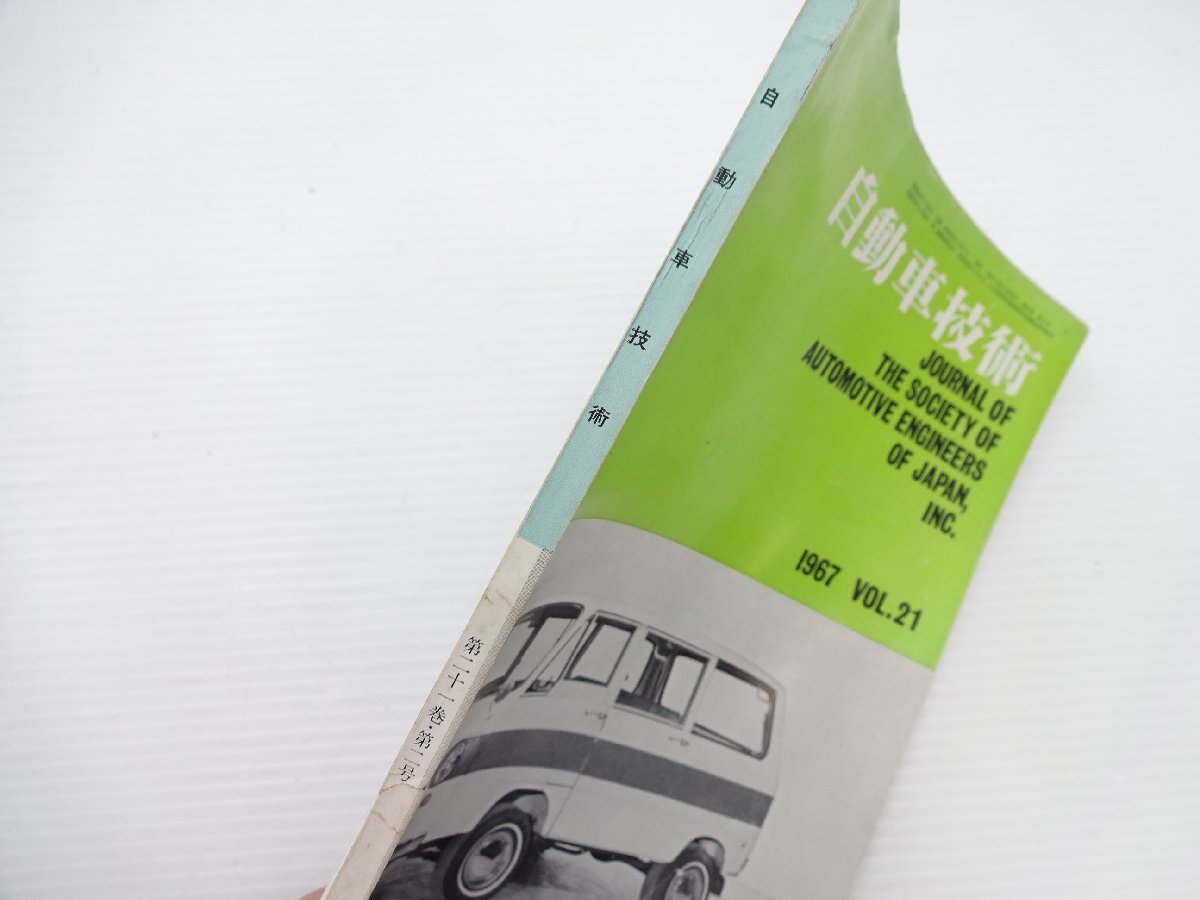 自動車技術
第二十一巻・第二号
自動車技術
JOURNAL OF
THE SOCIETY OF
AUTOMOTIVE ENGINEERS
OF JAPAN,
INC.
1967 VOL.21